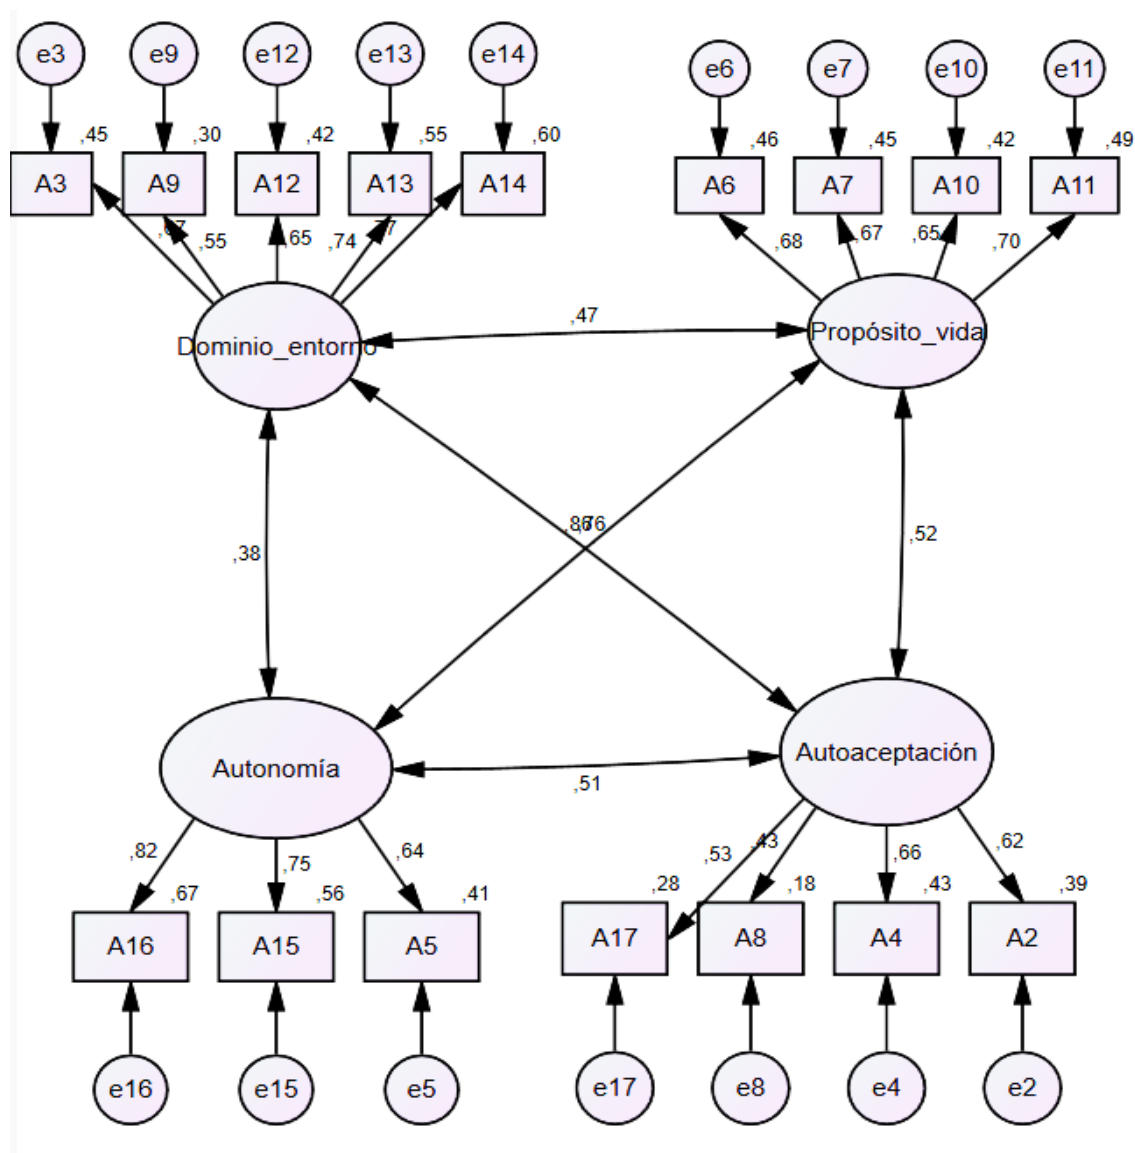 e3 e9 e12 e13 e14
e6 e7 e10 e11
,45 ,30 ,42 ,55 ,60
,46 ,45 ,42 ,49
A3 A9 A12 A13 A14
A6 A7 A10 A11
,67 ,55 ,65 ,74 ,77
,68 ,67 ,65 ,70
,47
Dominio_entorno
Propósito_vida
,76
,38
,52
Autonomía
Autoaceptación
,51
,82 ,75 ,64
,53 ,43 ,66 ,62
,67 ,56 ,41
,28 ,18 ,43 ,39
A16 A15 A5
A17 A8 A4 A2
e16 e15 e5
e17 e8 e4 e2